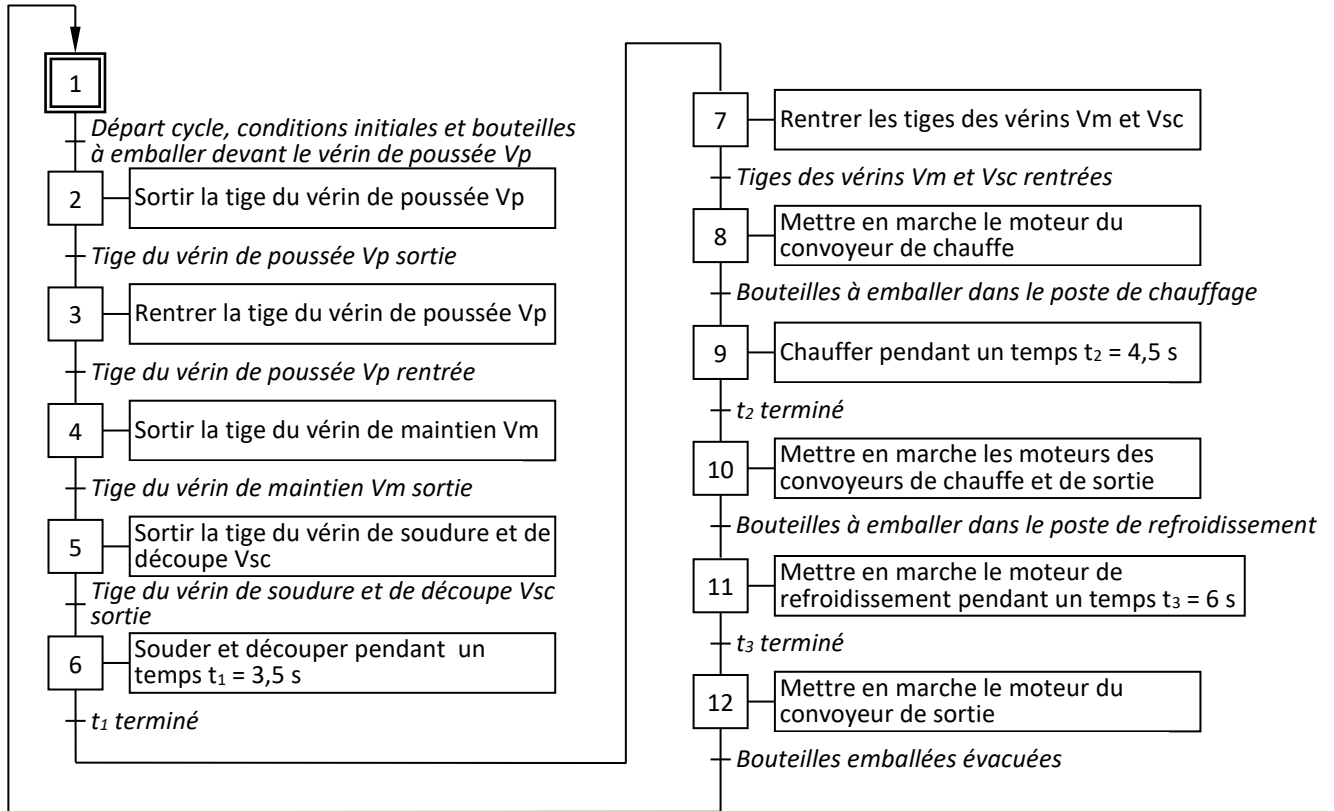 1
Départ cycle, conditions initiales et bouteilles
à emballer devant le vérin de poussée Vp
2
Sortir la tige du vérin de poussée Vp
Tige du vérin de poussée Vp sortie
3
Rentrer la tige du vérin de poussée Vp
Tige du vérin de poussée Vp rentrée
4
Sortir la tige du vérin de maintien Vm
Tige du vérin de maintien Vm sortie
5
Sortir la tige du vérin de soudure et de
découpe Vsc
Tige du vérin de soudure et de découpe Vsc
sortie
6
Souder et découper pendant un
temps t₁ = 3,5 s
t₁ terminé
7
Rentrer les tiges des vérins Vm et Vsc
Tiges des vérins Vm et Vsc rentrées
8
Mettre en marche le moteur du
convoyeur de chauffe
Bouteilles à emballer dans le poste de chauffage
9
Chauffer pendant un temps t₂ = 4,5 s
t₂ terminé
10
Mettre en marche les moteurs des
convoyeurs de chauffe et de sortie
Bouteilles à emballer dans le poste de refroidissement
11
Mettre en marche le moteur de
refroidissement pendant un temps t₃ = 6 s
t₃ terminé
12
Mettre en marche le moteur du
convoyeur de sortie
Bouteilles emballées évacuées